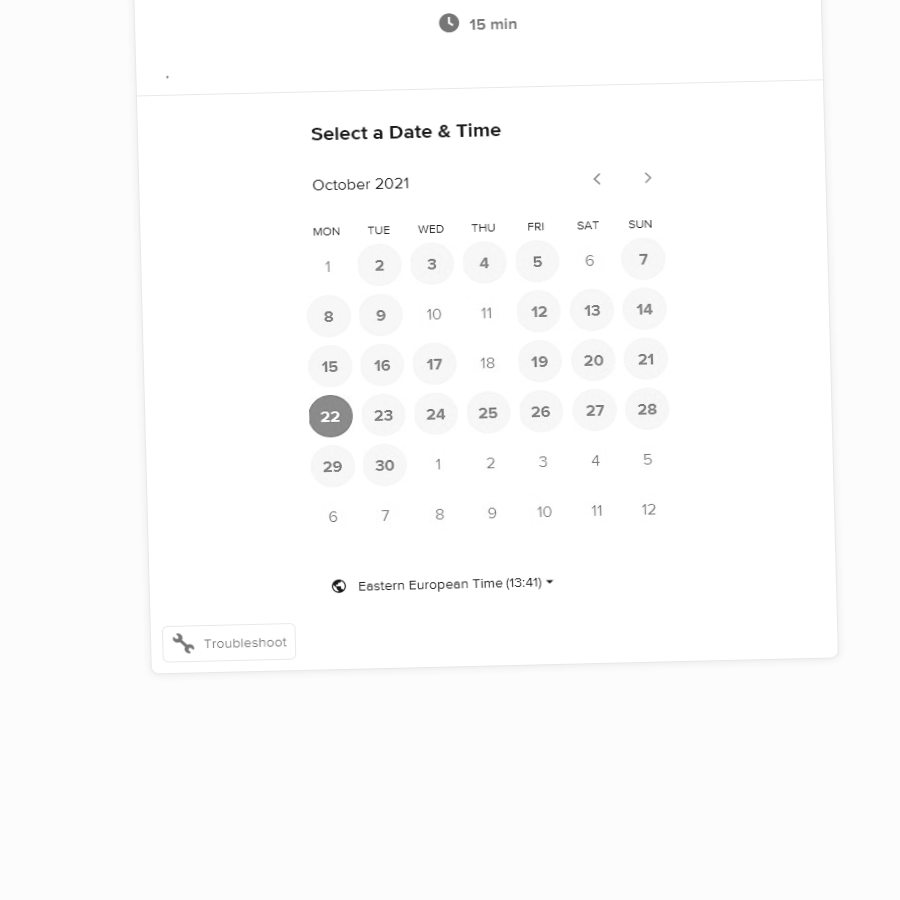 15 min
.
Select a Date & Time
October 2021
MON TUE WED THU FRI SAT SUN
1 2 3 4 5 6 7
8 9 10 11 12 13 14
15 16 17 18 19 20 21
22 23 24 25 26 27 28
29 30 1 2 3 4 5
6 7 8 9 10 11 12
Eastern European Time (13:41)
Troubleshoot